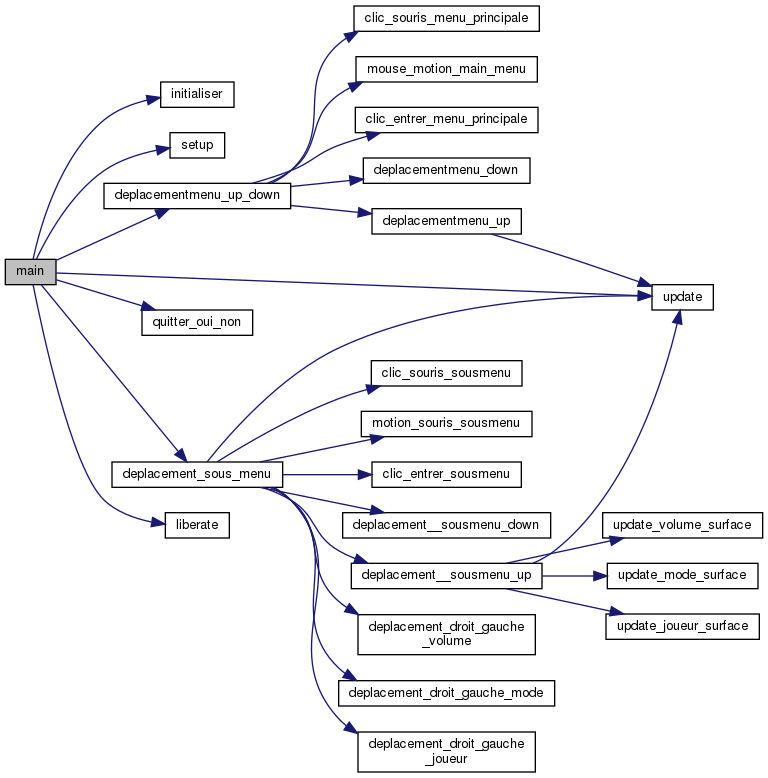 clic_souris_menu_principale
mouse_motion_main_menu
initialiser
clic_entrer_menu_principale
setup
deplacementmenu_down
deplacementmenu_up_down
deplacementmenu_up
main
update
quitter_oui_non
clic_souris_sousmenu
motion_souris_sousmenu
deplacement_sous_menu
clic_entrer_sousmenu
liberate
deplacement__sousmenu_down
update_volume_surface
deplacement__sousmenu_up
update_mode_surface
update_joueur_surface
deplacement_droit_gauche
_volume
deplacement_droit_gauche_mode
deplacement_droit_gauche
_joueur